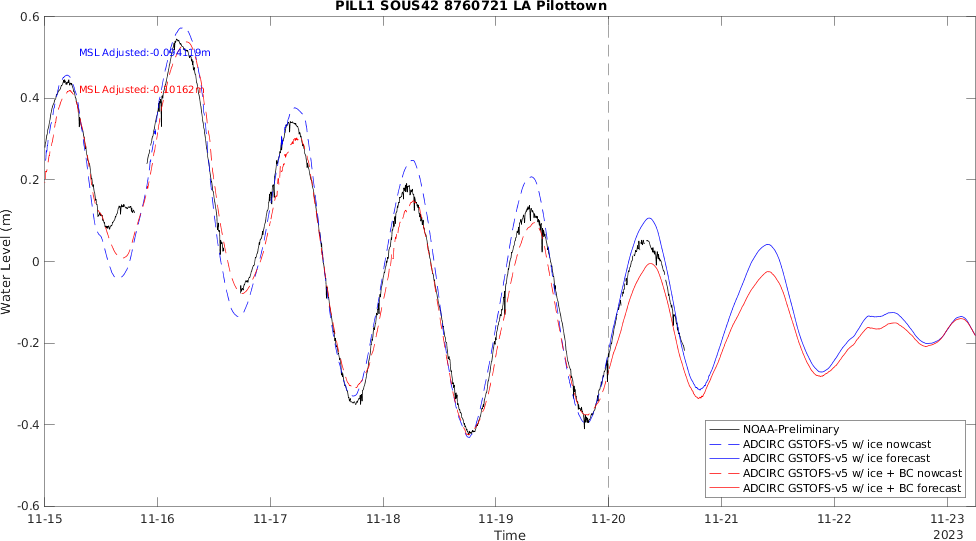 PILL1 SOUS42 8760721 LA Pilottown
0.6
0.4
0.2
0
-0.2
-0.4
-0.6
Water Level (m)
MSL Adjusted:-0.094119m
MSL Adjusted:-0.10162m
NOAA-Preliminary
ADCIRC GSTOFS-v5 w/ ice nowcast
ADCIRC GSTOFS-v5 w/ ice forecast
ADCIRC GSTOFS-v5 w/ ice + BC nowcast
ADCIRC GSTOFS-v5 w/ ice + BC forecast
11-15 11-16 11-17 11-18 11-19 11-20 11-21 11-22 11-23
Time
2023